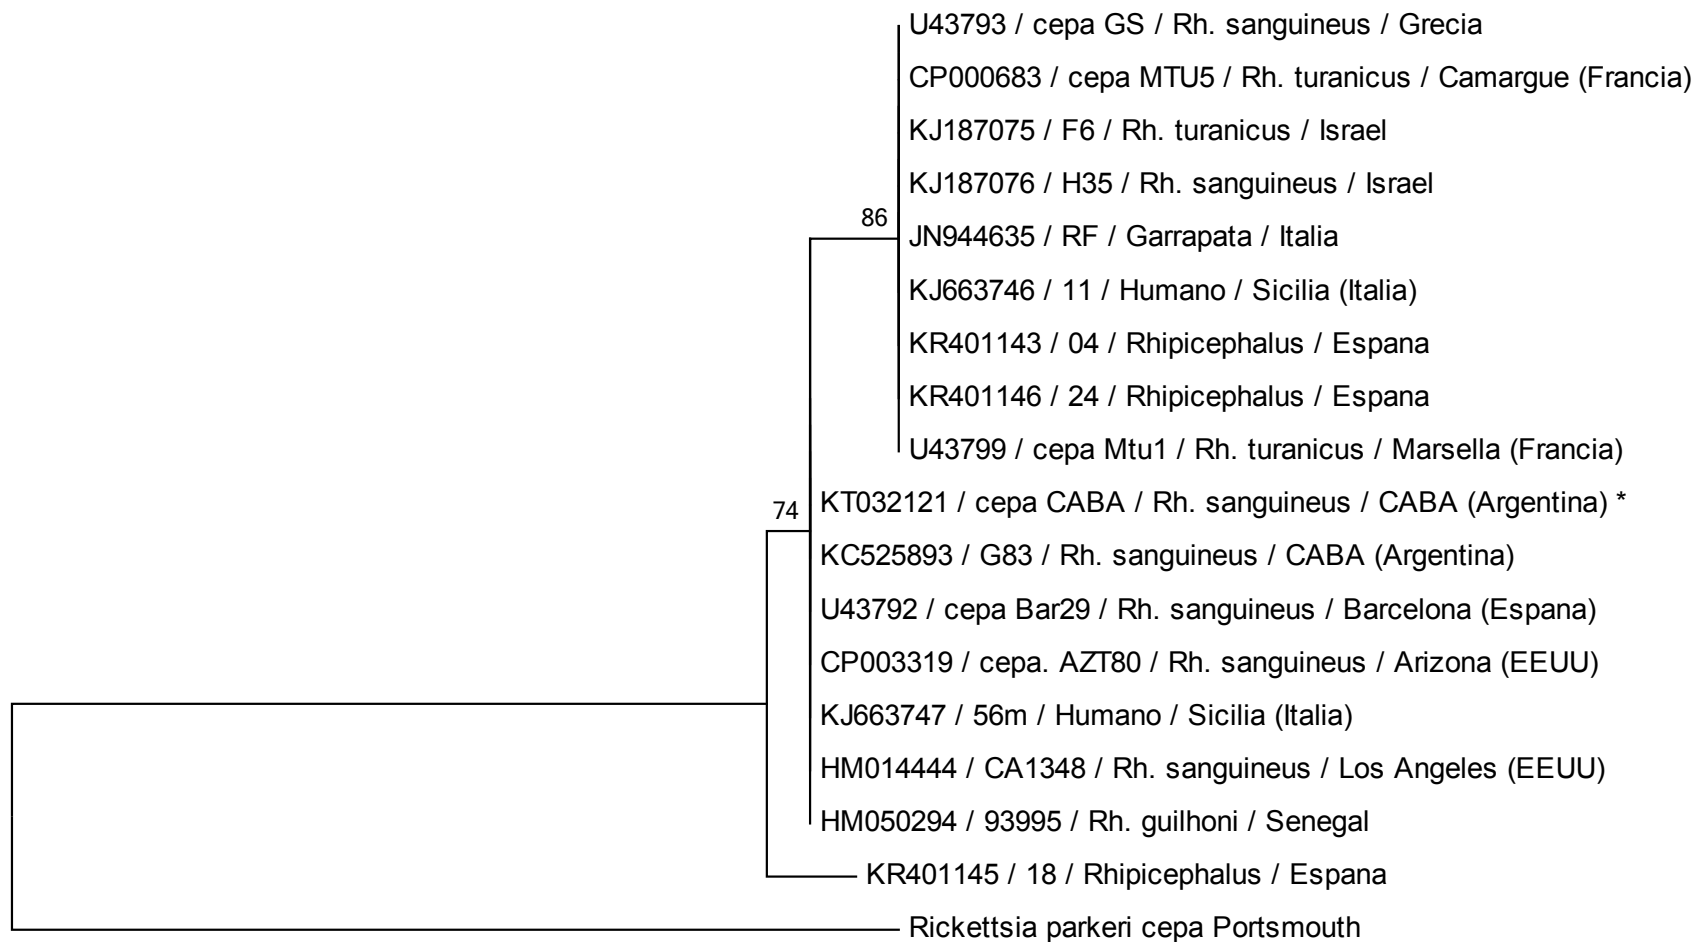 U43793 / cepa GS / Rh. sanguineus / Grecia
CP000683 / cepa MTU5 / Rh. turanicus / Camargue (Francia)
KJ187075 / F6 / Rh. turanicus / Israel
KJ187076 / H35 / Rh. sanguineus / Israel
86
JN944635 / RF / Garrapata / Italia
KJ663746 / 11 / Humano / Sicilia (Italia)
KR401143 / 04 / Rhipicephalus / Espana
KR401146 / 24 / Rhipicephalus / Espana
U43799 / cepa Mtu1 / Rh. turanicus / Marsella (Francia)
74
KT032121 / cepa CABA / Rh. sanguineus / CABA (Argentina) *
KC525893 / G83 / Rh. sanguineus / CABA (Argentina)
U43792 / cepa Bar29 / Rh. sanguineus / Barcelona (Espana)
CP003319 / cepa. AZT80 / Rh. sanguineus / Arizona (EEUU)
KJ663747 / 56m / Humano / Sicilia (Italia)
HM014444 / CA1348 / Rh. sanguineus / Los Angeles (EEUU)
HM050294 / 93995 / Rh. guilhoni / Senegal
KR401145 / 18 / Rhipicephalus / Espana
Rickettsia parkeri cepa Portsmouth